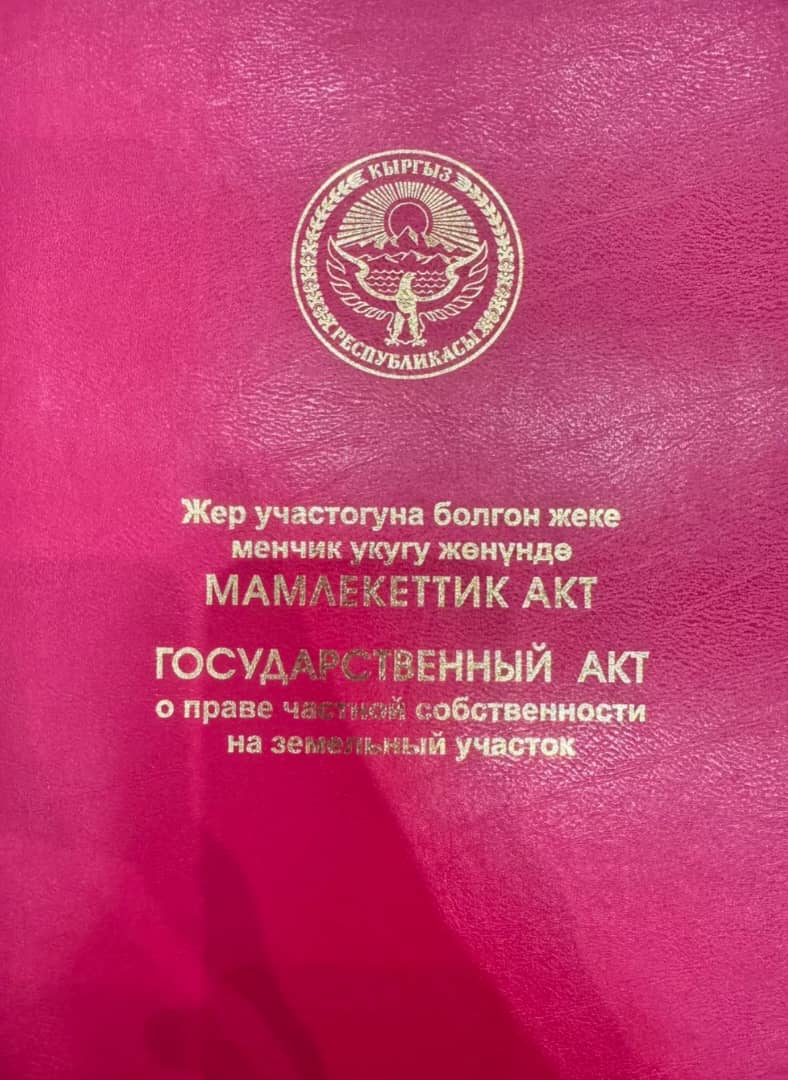 КЫРГЫЗ
РЕСПУБЛИКАСЫ
Жер участогуна болгон жеке
менчик укугу жөнүндө
МАМЛЕКЕТТИК АКТ
ГОСУДАРСТВЕННЫЙ АКТ
о праве частной собственности
на земельный участок